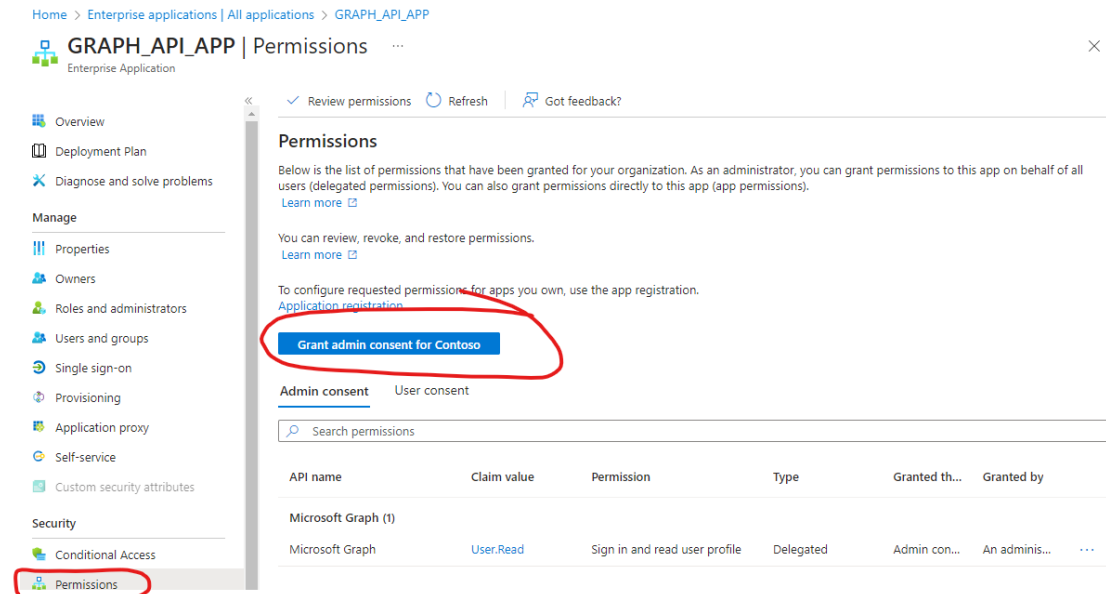 Home > Enterprise applications | All applications > GRAPH_API_APP
GRAPH_API_APP | Permissions ...
Enterprise Application
Overview
Deployment Plan
Diagnose and solve problems
Manage
Properties
Owners
Roles and administrators
Users and groups
Single sign-on
Provisioning
Application proxy
Self-service
Custom security attributes
Security
Conditional Access
Permissions
Review permissions Refresh Got feedback?
Permissions
Below is the list of permissions that have been granted for your organization. As an administrator, you can grant permissions to this app on behalf of all
users (delegated permissions). You can also grant permissions directly to this app (app permissions).
Learn more
You can review, revoke, and restore permissions.
Learn more
To configure requested permissions for apps you own, use the app registration.
Application registration
Grant admin consent for Contoso
Admin consent User consent
Search permissions
API name Claim value Permission Type Granted th... Granted by
Microsoft Graph (1)
Microsoft Graph User.Read Sign in and read user profile Delegated Admin con... An adminis... ...